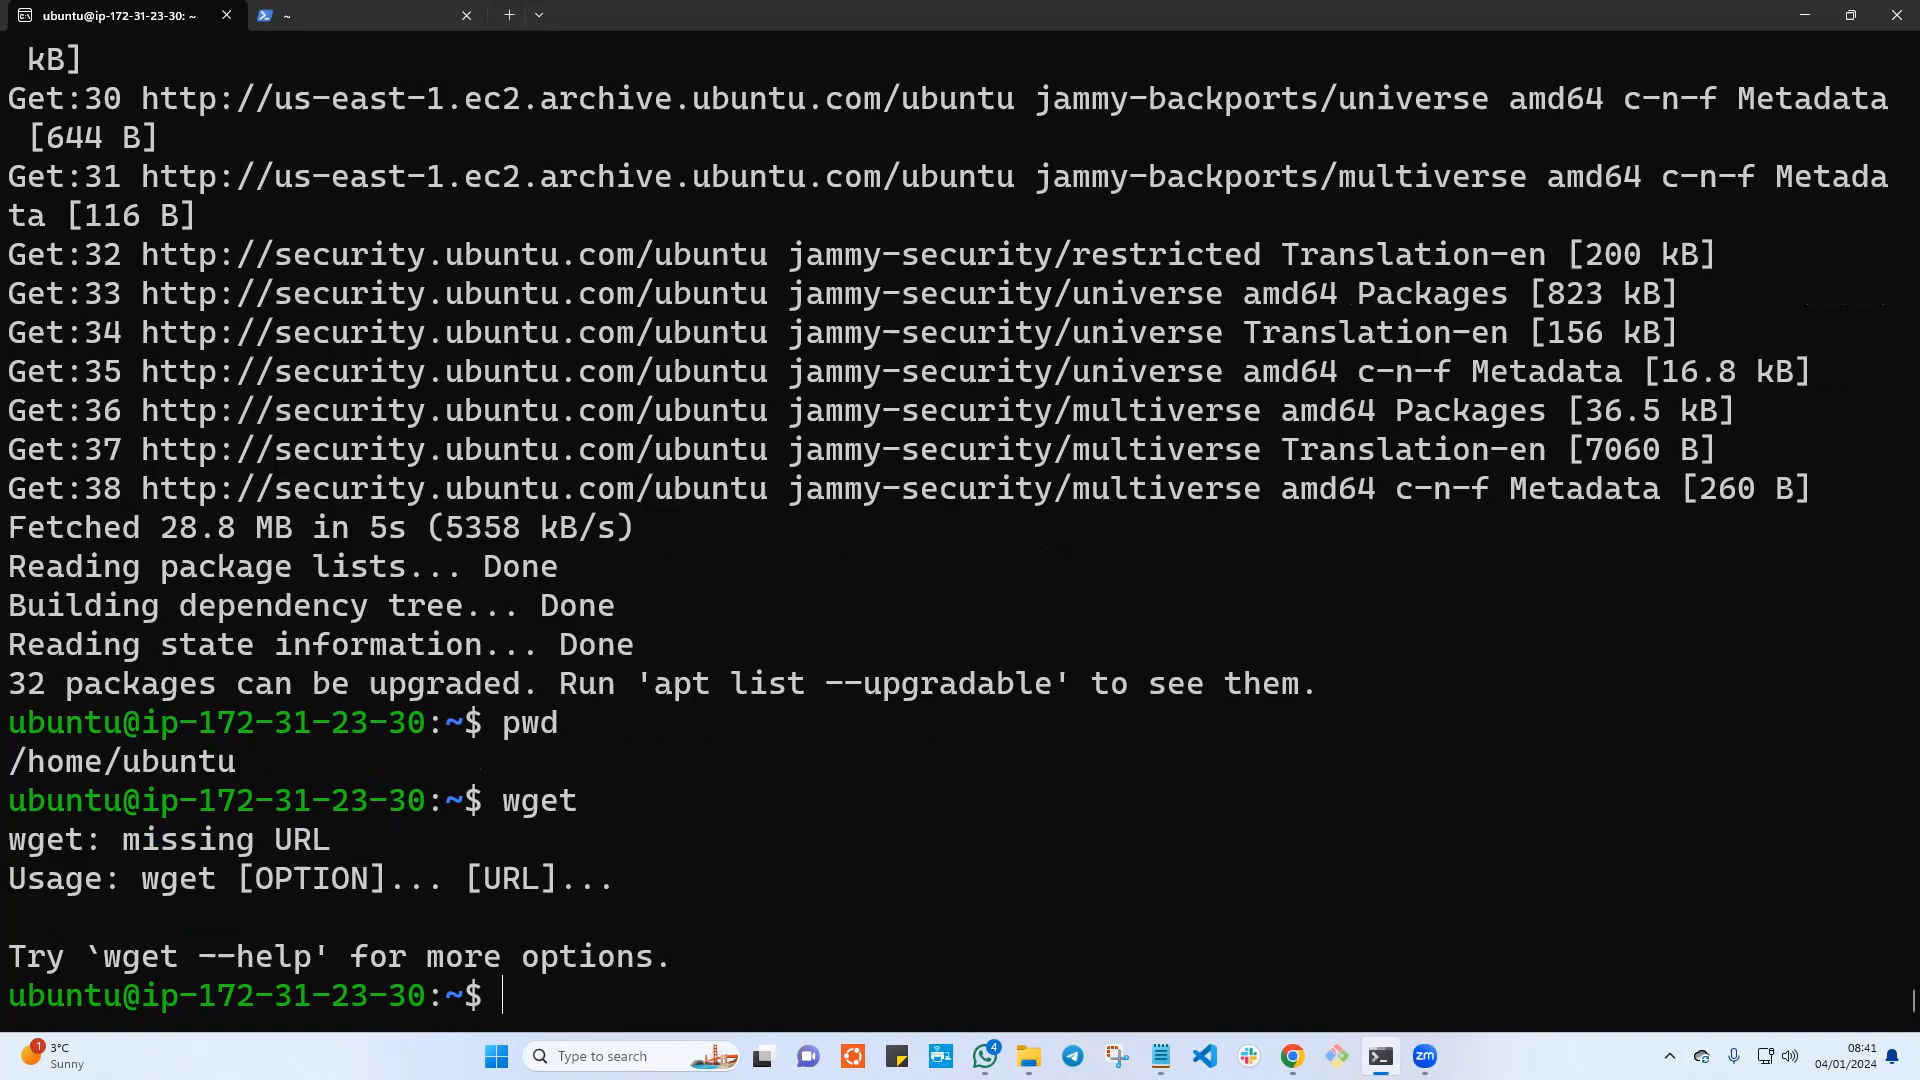 ubuntu@ip-172-31-23-30: ~
~
kB]
Get:30 http://us-east-1.ec2.archive.ubuntu.com/ubuntu jammy-backports/universe amd64 c-n-f Metadata
[644 B]
Get:31 http://us-east-1.ec2.archive.ubuntu.com/ubuntu jammy-backports/multiverse amd64 c-n-f Metada
ta [116 B]
Get:32 http://security.ubuntu.com/ubuntu jammy-security/restricted Translation-en [200 kB]
Get:33 http://security.ubuntu.com/ubuntu jammy-security/universe amd64 Packages [823 kB]
Get:34 http://security.ubuntu.com/ubuntu jammy-security/universe Translation-en [156 kB]
Get:35 http://security.ubuntu.com/ubuntu jammy-security/universe amd64 c-n-f Metadata [16.8 kB]
Get:36 http://security.ubuntu.com/ubuntu jammy-security/multiverse amd64 Packages [36.5 kB]
Get:37 http://security.ubuntu.com/ubuntu jammy-security/multiverse Translation-en [7060 B]
Get:38 http://security.ubuntu.com/ubuntu jammy-security/multiverse amd64 c-n-f Metadata [260 B]
Fetched 28.8 MB in 5s (5358 kB/s)
Reading package lists... Done
Building dependency tree... Done
Reading state information... Done
32 packages can be upgraded. Run 'apt list --upgradable' to see them.
ubuntu@ip-172-31-23-30:~$ pwd
/home/ubuntu
ubuntu@ip-172-31-23-30:~$ wget
wget: missing URL
Usage: wget [OPTION]... [URL]...
Try `wget --help' for more options.
ubuntu@ip-172-31-23-30:~$
1
3°C
Sunny
Type to search
4
zm
08:41
04/01/2024